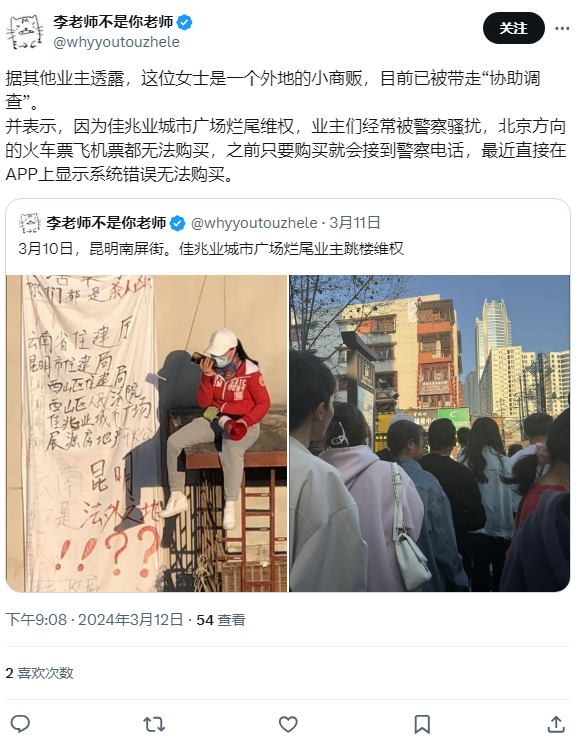 李老师不是你老师
@whyyoutouzhele
关注
据其他业主透露，这位女士是一个外地的小商贩，目前已被带走“协助调
查”。
并表示，因为佳兆业城市广场烂尾维权，业主们经常被警察骚扰，北京方向
的火车票飞机票都无法购买，之前只要购买就会接到警察电话，最近直接在
APP上显示系统错误无法购买。
李老师不是你老师 @whyyoutouzhele · 3月11日
3月10日，昆明南屏街。佳兆业城市广场烂尾业主跳楼维权
你们都是杀人凶
云南省住建厅
昆明市住建局
西山区住建局
西山区人民法院
佳兆业城市广场
展源房地产
昆明
法外之地
!!??
下午9:08 · 2024年3月12日 · 54 查看
2 喜欢次数